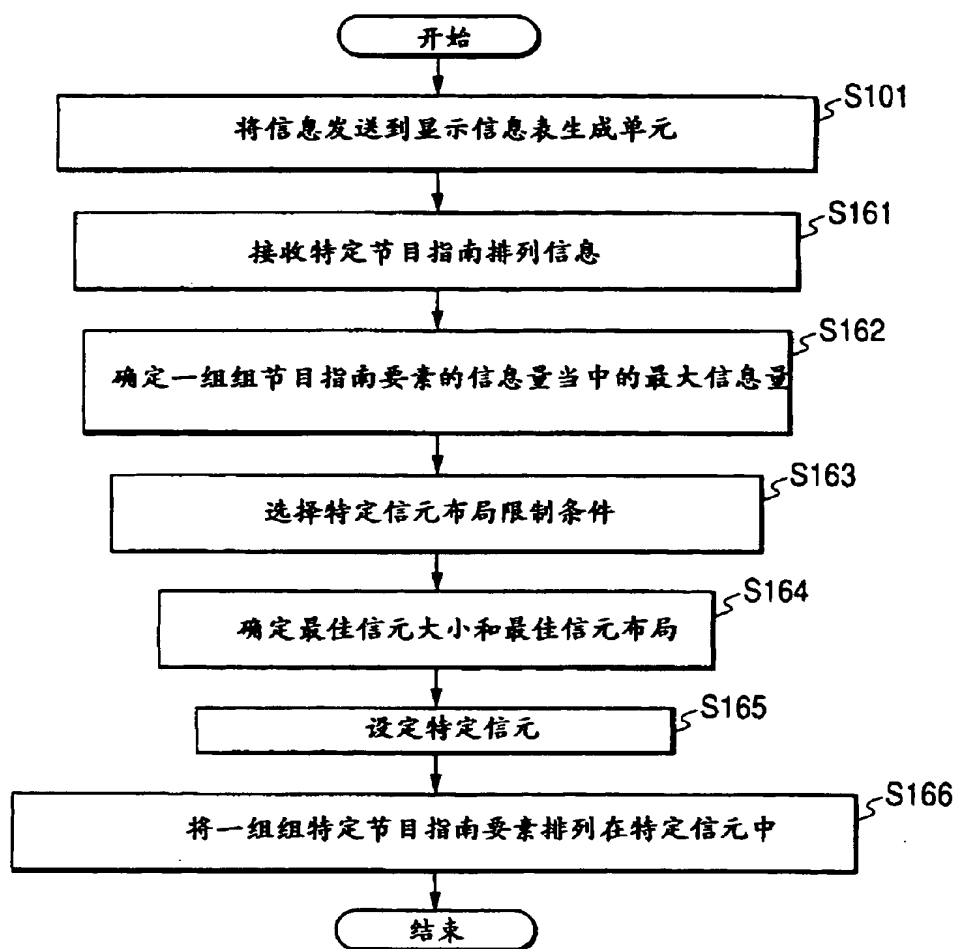 开始
S101
将信息发送到显示信息表生成单元
S161
接收特定节目指南排列信息
S162
确定一组组节目指南要素的信息量当中的最大信息量
S163
选择特定信元布局限制条件
S164
确定最佳信元大小和最佳信元布局
S165
设定特定信元
S166
将一组组特定节目指南要素排列在特定信元中
结束